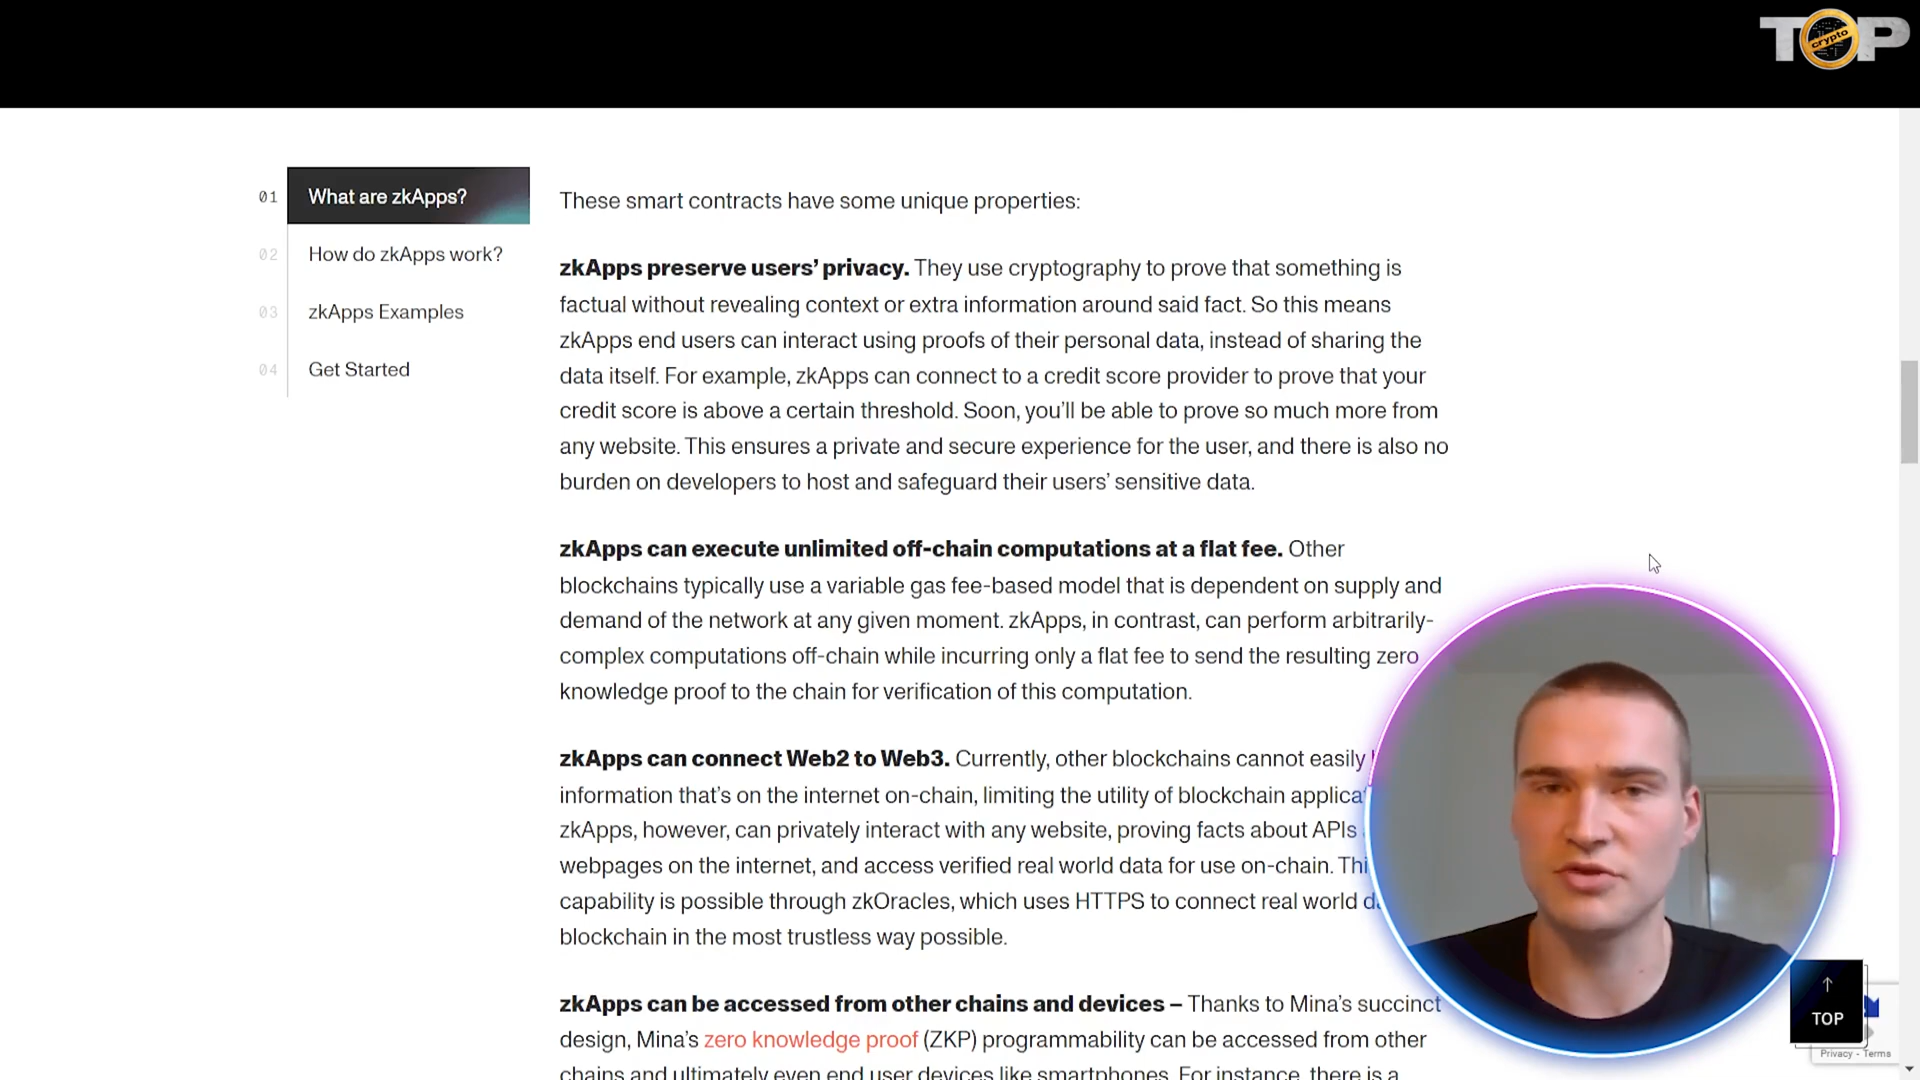 TOP
crypto
01 What are zkApps?
02 How do zkApps work?
03 zkApps Examples
04 Get Started
These smart contracts have some unique properties:
zkApps preserve users’ privacy. They use cryptography to prove that something is
factual without revealing context or extra information around said fact. So this means
zkApps end users can interact using proofs of their personal data, instead of sharing the
data itself. For example, zkApps can connect to a credit score provider to prove that your
credit score is above a certain threshold. Soon, you’ll be able to prove so much more from
any website. This ensures a private and secure experience for the user, and there is also no
burden on developers to host and safeguard their users’ sensitive data.
zkApps can execute unlimited off-chain computations at a flat fee. Other
blockchains typically use a variable gas fee-based model that is dependent on supply and
demand of the network at any given moment. zkApps, in contrast, can perform arbitrarily-
complex computations off-chain while incurring only a flat fee to send the resulting zero
knowledge proof to the chain for verification of this computation.
zkApps can connect Web2 to Web3. Currently, other blockchains cannot easily
information that’s on the internet on-chain, limiting the utility of blockchain
zkApps, however, can privately interact with any website, proving facts about APIs
webpages on the internet, and access verified real world data for use on-chain.
capability is possible through zkOracles, which uses HTTPS to connect real world
blockchain in the most trustless way possible.
zkApps can be accessed from other chains and devices – Thanks to Mina’s succinct
design, Mina’s zero knowledge proof (ZKP) programmability can be accessed from other
chains and ultimately even end user devices like smartphones. For instance, there is a
↑
TOP
Privacy - Terms